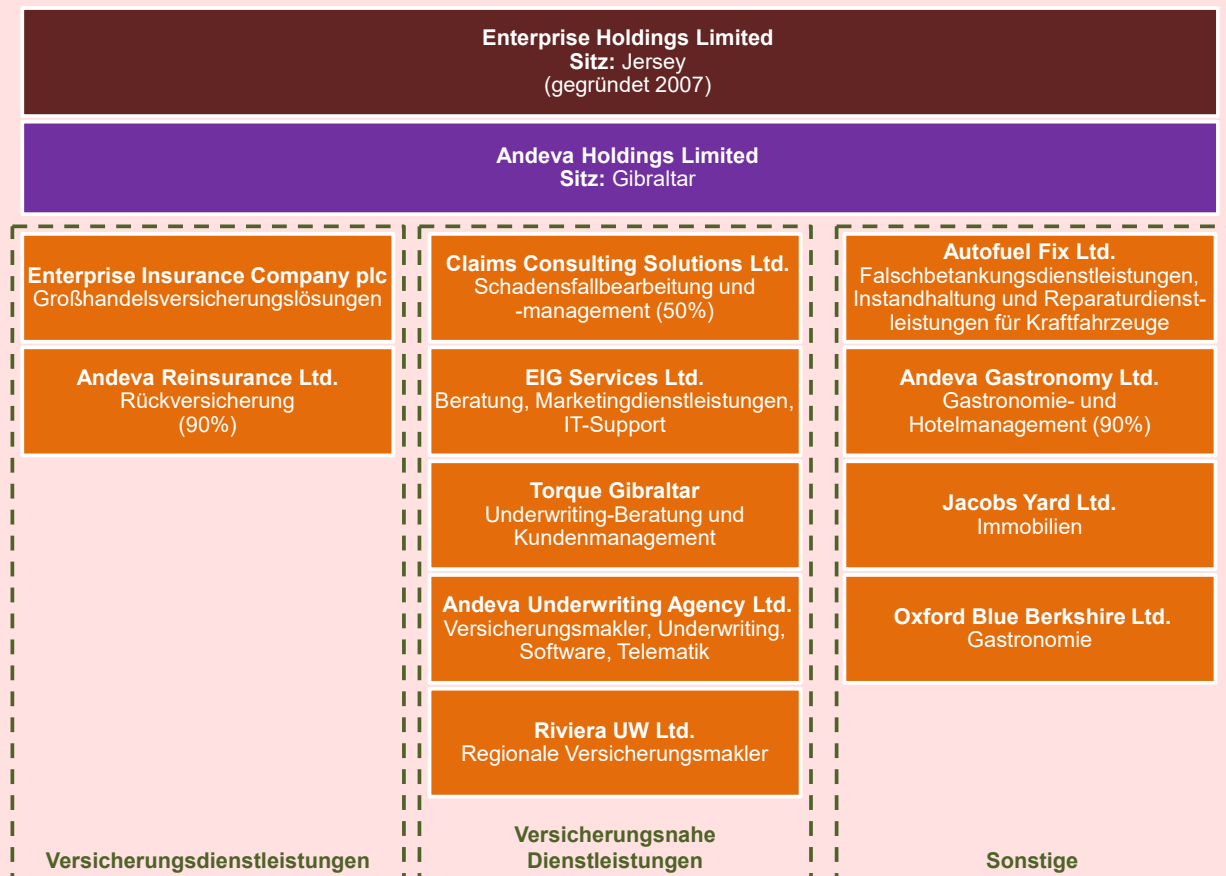 Enterprise Holdings Limited
Sitz: Jersey
(gegründet 2007)
Andeva Holdings Limited
Sitz: Gibraltar
Enterprise Insurance Company plc
Großhandelsversicherungslösungen
Andeva Reinsurance Ltd.
Rückversicherung
(90%)
Versicherungsdienstleistungen
Claims Consulting Solutions Ltd.
Schadensfallbearbeitung und
-management (50%)
EIG Services Ltd.
Beratung, Marketingdienstleistungen,
IT-Support
Torque Gibraltar
Underwriting-Beratung und
Kundenmanagement
Andeva Underwriting Agency Ltd.
Versicherungsmakler, Underwriting,
Software, Telematik
Riviera UW Ltd.
Regionale Versicherungsmakler
Versicherungsnahe
Dienstleistungen
Autofuel Fix Ltd.
Falschbetankungsdienstleistungen,
Instandhaltung und Reparaturdienst-
leistungen für Kraftfahrzeuge
Andeva Gastronomy Ltd.
Gastronomie- und
Hotelmanagement (90%)
Jacobs Yard Ltd.
Immobilien
Oxford Blue Berkshire Ltd.
Gastronomie
Sonstige